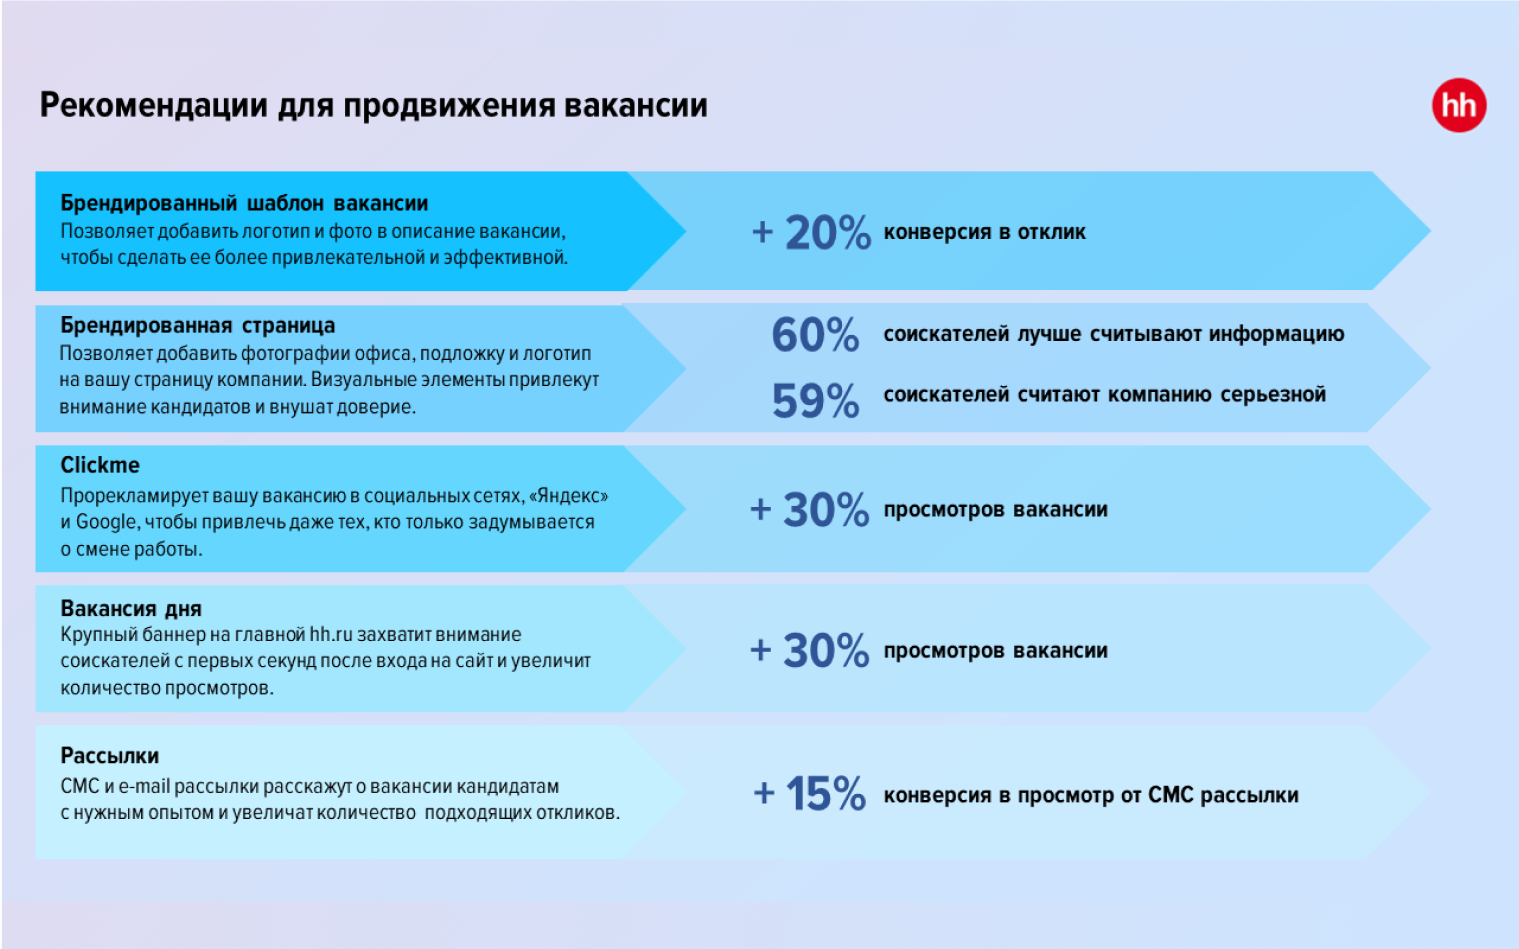 Рекомендации для продвижения вакансии
hh
Брендированный шаблон вакансии
Позволяет добавить логотип и фото в описание вакансии,
чтобы сделать ее более привлекательной и эффективной.
+ 20% конверсия в отклик
Брендированная страница
Позволяет добавить фотографии офиса, подложку и логотип
на вашу страницу компании. Визуальные элементы привлекут
внимание кандидатов и внушат доверие.
60% соискателей лучше считывают информацию
59% соискателей считают компанию серьезной
Clickme
Прорекламирует вашу вакансию в социальных сетях, «Яндекс»
и Google, чтобы привлечь даже тех, кто только задумывается
о смене работы.
+ 30% просмотров вакансии
Вакансия дня
Крупный баннер на главной hh.ru захватит внимание
соискателей с первых секунд после входа на сайт и увеличит
количество просмотров.
+ 30% просмотров вакансии
Рассылки
СМС и e-mail рассылки расскажут о вакансии кандидатам
с нужным опытом и увеличат количество подходящих откликов.
+ 15% конверсия в просмотр от СМС рассылки